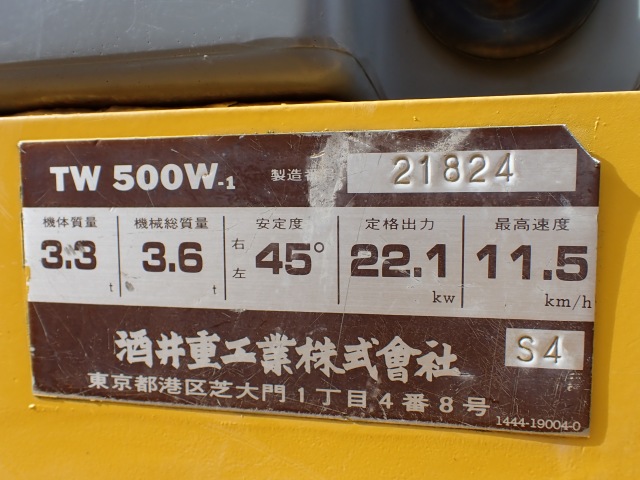 TW 500W-1 製造番号 21824
機体質量 機械総質量 安定度 定格出力 最高速度
3.3 t 3.6 t 右左 45° 22.1 kw 11.5 km/h
酒井重工業株式會社 S4
東京都港区芝大門1丁目4番8号
1444-19004-0